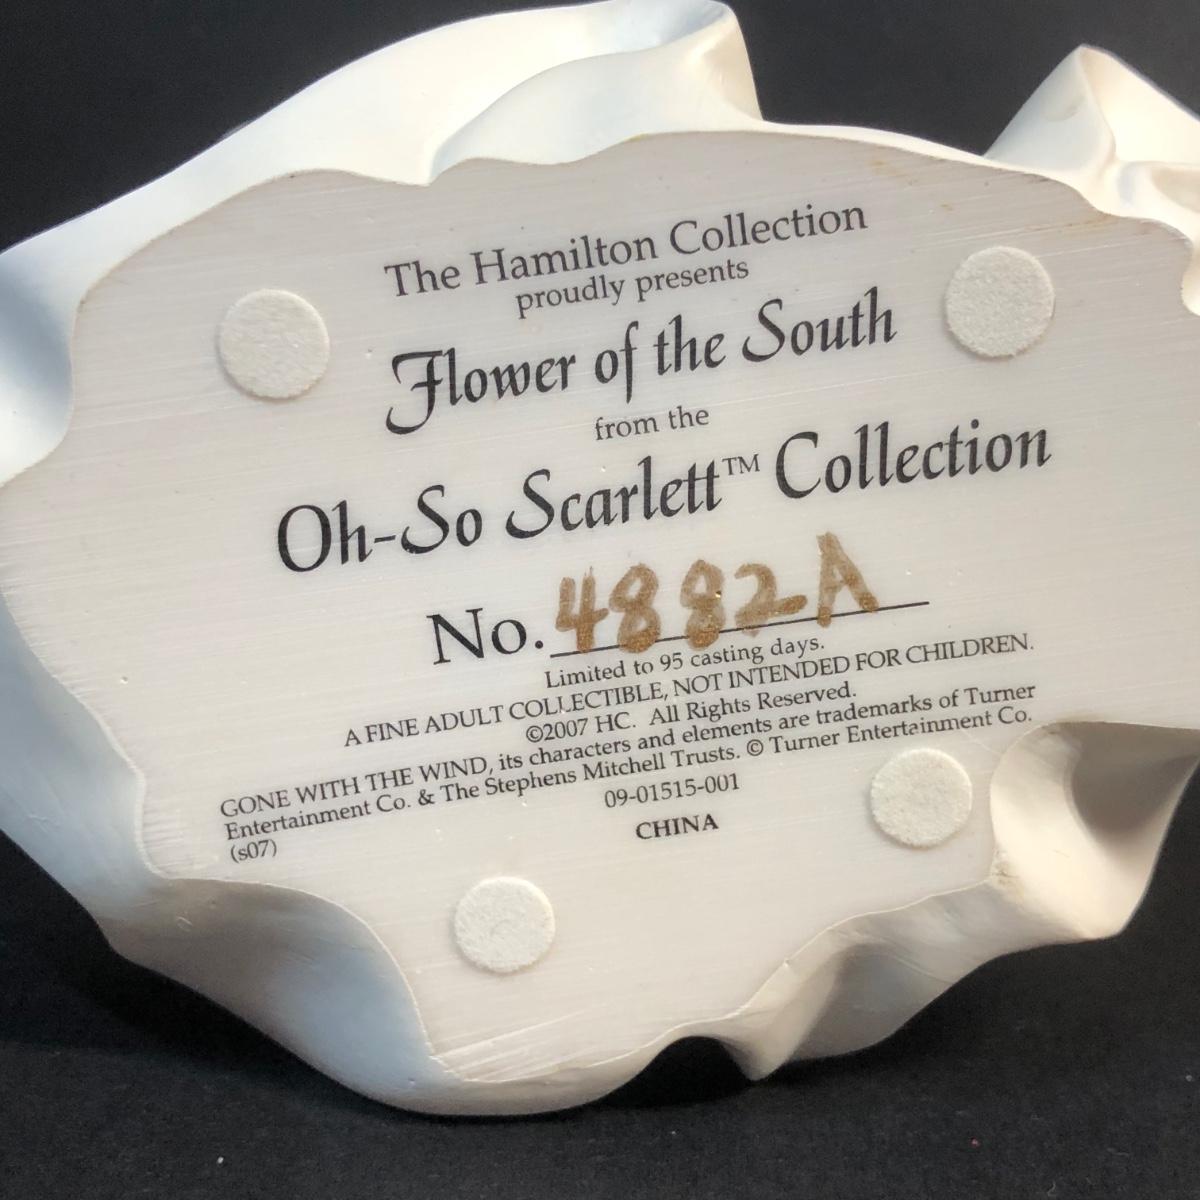 The Hamilton Collection
proudly presents
Flower of the South
from the
Oh-So Scarlett™ Collection
No. 4882A
Limited to 95 casting days.
A FINE ADULT COLLECTIBLE, NOT INTENDED FOR CHILDREN.
©2007 HC. All Rights Reserved.
GONE WITH THE WIND, its characters and elements are trademarks of Turner
Entertainment Co. & The Stephens Mitchell Trusts. © Turner Entertainment Co.
(s07)
09-01515-001
CHINA